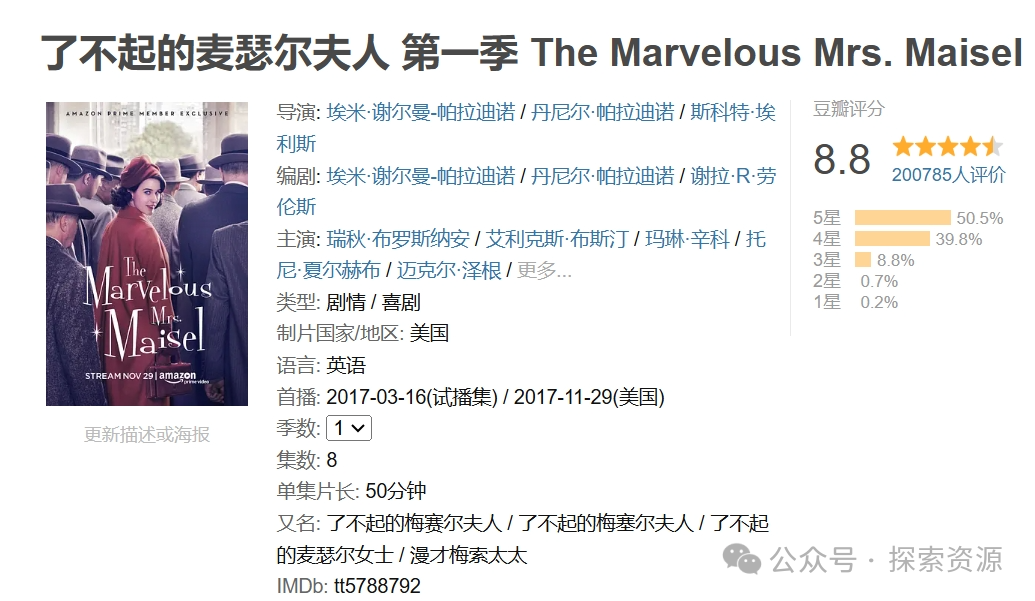 了不起的麦瑟尔夫人 第一季 The Marvelous Mrs. Maisel
AMAZON PRIME MEMBER EXCLUSIVE
The
Marvelous
Mrs.
Maisel
STREAM NOV 29 | amazon
prime video
更新描述或海报
导演: 埃米·谢尔曼-帕拉迪诺 / 丹尼尔·帕拉迪诺 / 斯科特·埃
利斯
编剧: 埃米·谢尔曼-帕拉迪诺 / 丹尼尔·帕拉迪诺 / 谢拉·R·劳
伦斯
主演: 瑞秋·布罗斯纳安 / 艾利克斯·布斯汀 / 玛琳·辛科 / 托
尼·夏尔赫布 / 迈克尔·泽根 / 更多...
类型: 剧情 / 喜剧
制片国家/地区: 美国
语言: 英语
首播: 2017-03-16(试播集) / 2017-11-29(美国)
季数: 1
集数: 8
单集片长: 50分钟
又名: 了不起的梅赛尔夫人 / 了不起的梅塞尔夫人 / 了不起
的麦瑟尔女士 / 漫才梅索太太
IMDb: tt5788792
豆瓣评分
8.8
200785人评价
5星 50.5%
4星 39.8%
3星 8.8%
2星 0.7%
1星 0.2%
公众号 · 探索资源